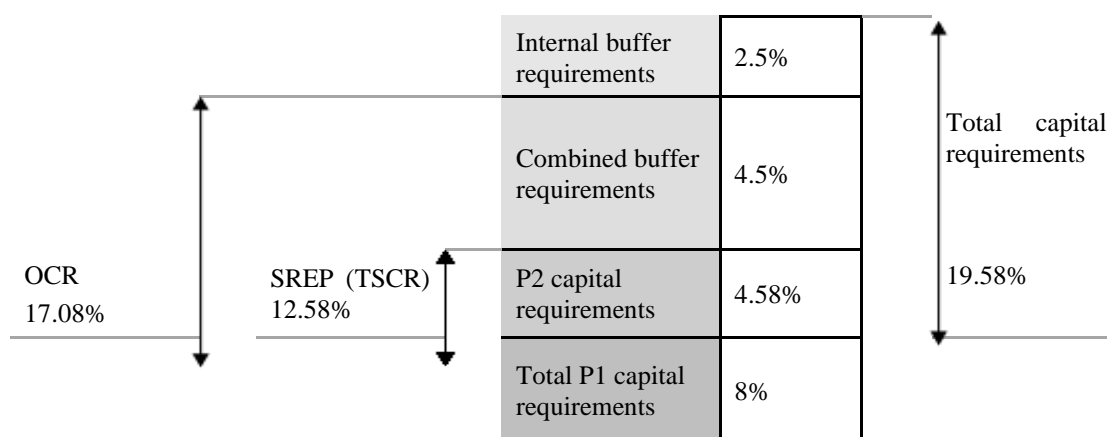 Internal buffer
requirements
2.5%
Combined buffer
requirements
4.5%
Total capital
requirements
OCR
17.08%
SREP (TSCR)
12.58%
P2 capital
requirements
4.58%
19.58%
Total P1 capital
requirements
8%